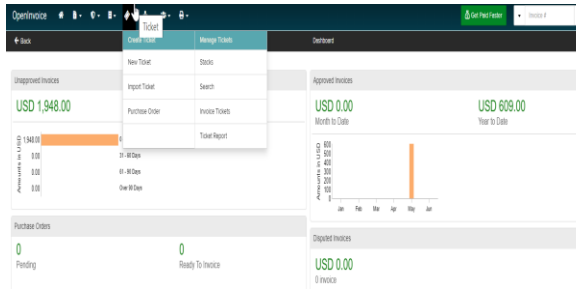 OpenInvoice
Get Paid Faster
Invoice #
Ticket
Back
Create Ticket
Manage Tickets
Dashboard
New Ticket
Stacks
Import Ticket
Search
Purchase Order
Invoice Tickets
Ticket Report
Unapproved Invoices
USD 1,948.00
Amounts in USD
1,948.00
0.00
31 - 60 Days
0.00
61 - 90 Days
0.00
Over 90 Days
Approved Invoices
USD 0.00
Month to Date
USD 609.00
Year to Date
Amounts in USD
600
500
400
300
200
100
0
Jan Feb Mar Apr May Jun
Purchase Orders
0
Pending
0
Ready To Invoice
Disputed Invoices
USD 0.00
0 invoice